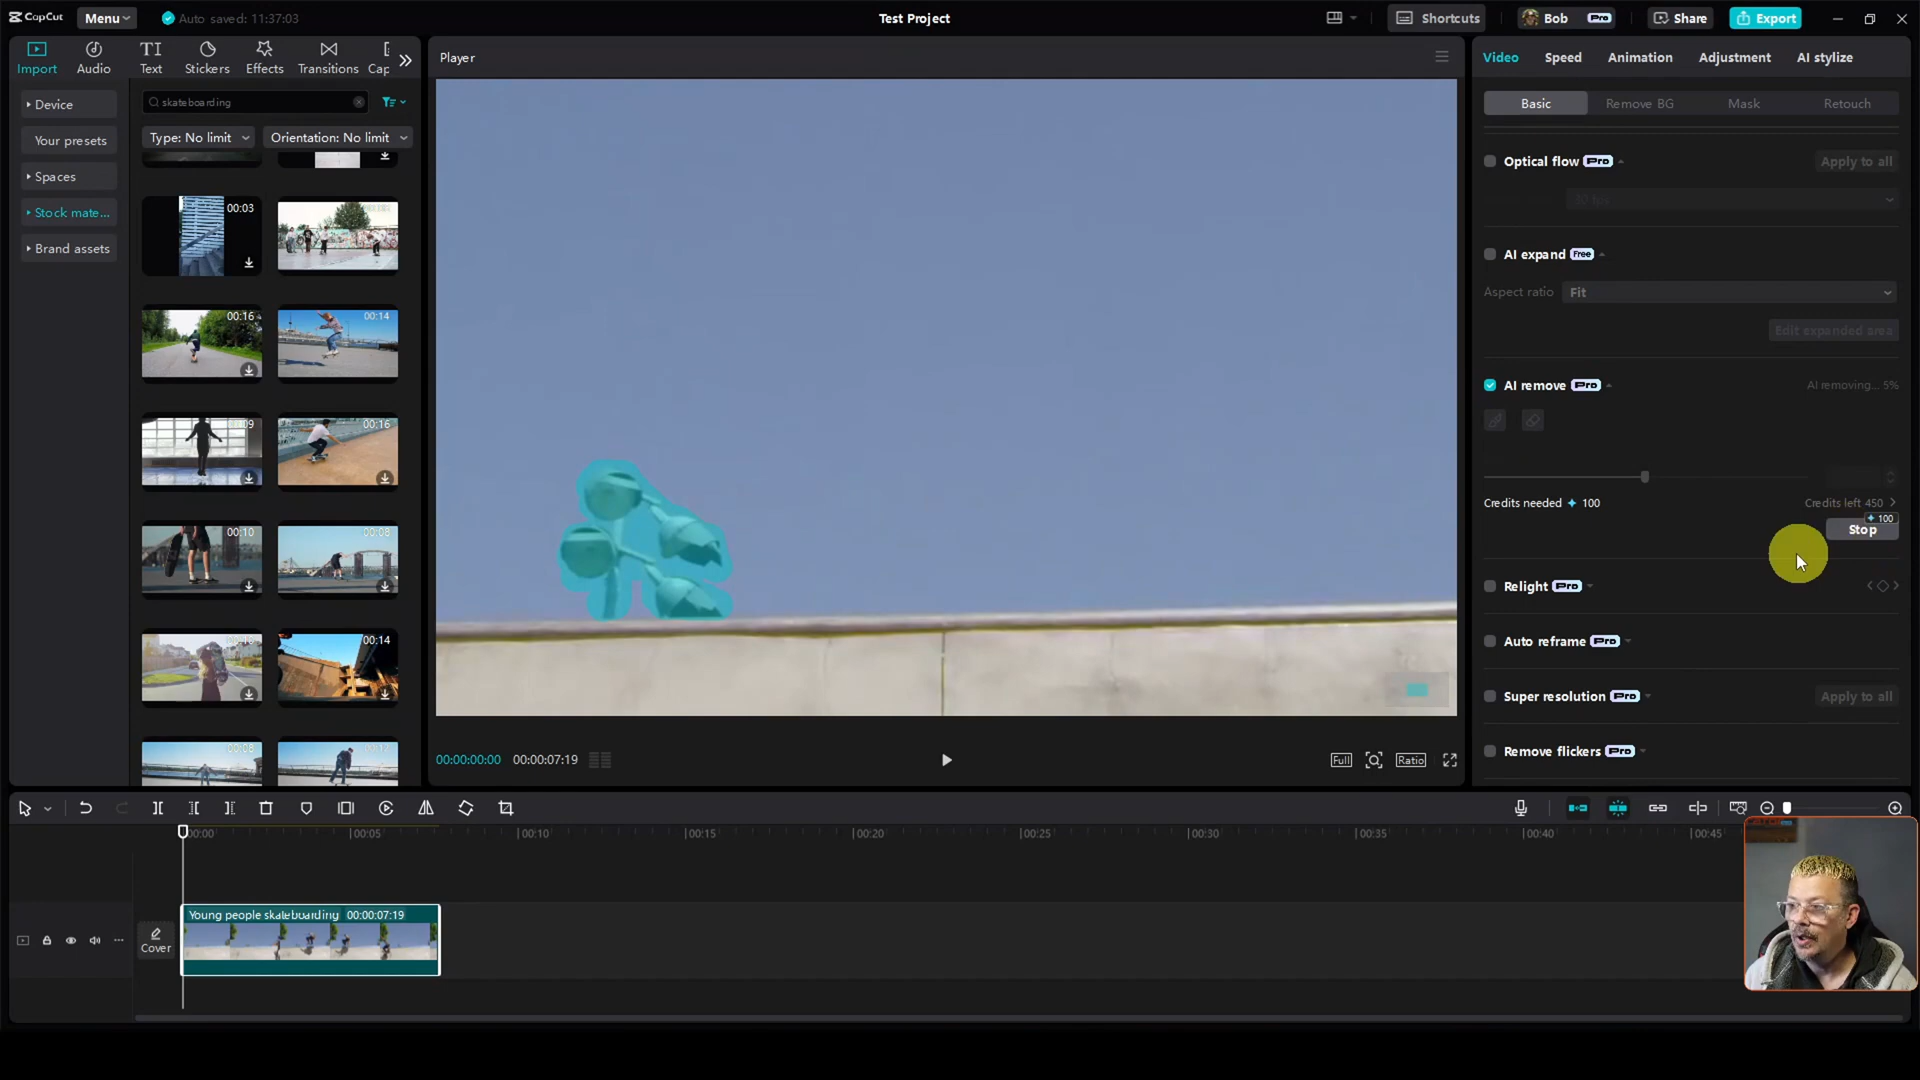 CapCut
Menu
Auto saved: 11:37:03
Test Project
Shortcuts
Bob
Pro
Share
Export
Import
Audio
Text
Stickers
Effects
Transitions
Cap
Player
Video
Speed
Animation
Adjustment
AI stylize
Device
Your presets
Spaces
Stock mate...
Brand assets
skateboarding
Type: No limit
Orientation: No limit
00:03
00:16
00:14
00:16
00:10
00:08
00:14
Basic
Remove BG
Mask
Retouch
Optical flow Pro
Apply to all
AI expand Free
Aspect ratio
Fit
Edit expanded area
AI remove Pro
AI removing... 5%
Credits needed 100
Credits left 450
100
Stop
Relight Pro
Auto reframe Pro
Super resolution Pro
Apply to all
Remove flickers Pro
00:00:00:00
00:00:07:19
Full
Ratio
00:00
00:05
00:10
00:15
00:20
00:25
00:30
00:35
00:40
00:45
Cover
Young people skateboarding 00:00:07:19